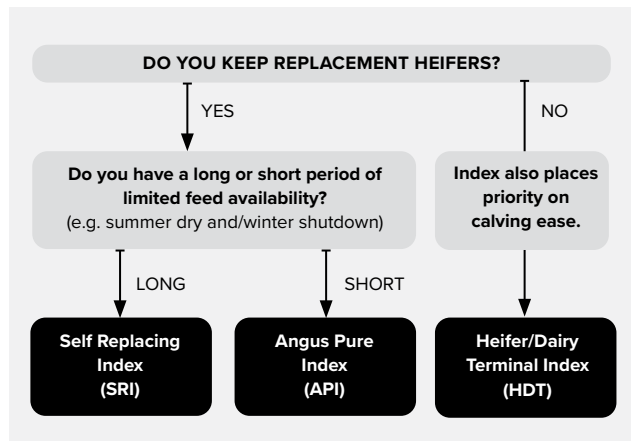 DO YOU KEEP REPLACEMENT HEIFERS?
YES
NO
Do you have a long or short period of
limited feed availability?
(e.g. summer dry and/winter shutdown)
Index also places
priority on
calving ease.
LONG
SHORT
Self Replacing
Index
(SRI)
Angus Pure
Index
(API)
Heifer/Dairy
Terminal Index
(HDT)